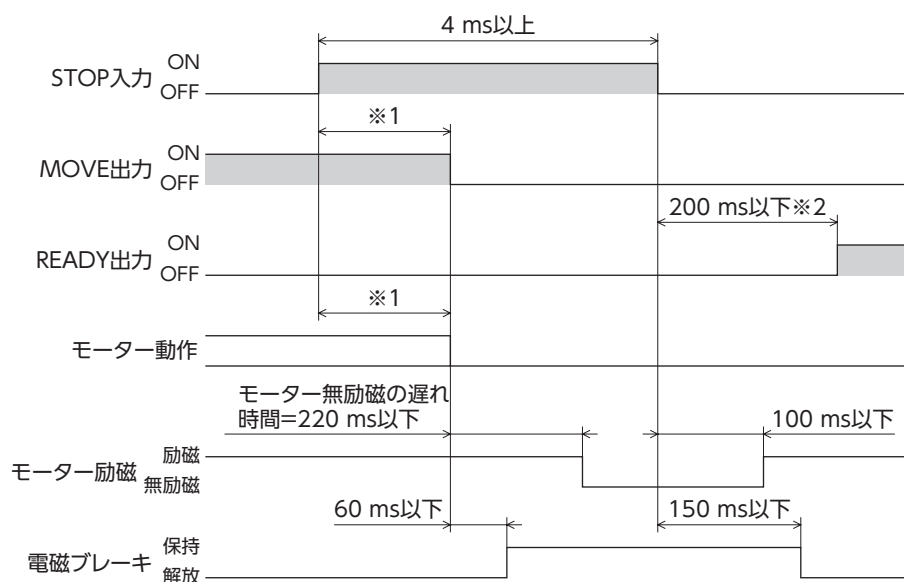 4 ms以上
STOP入力
ON
OFF
※1
MOVE出力
ON
OFF
200 ms以下※2
READY出力
ON
OFF
※1
モーター動作
モーター無励磁の遅れ
時間=220 ms以下
100 ms以下
モーター励磁
励磁
無励磁
60 ms以下
150 ms以下
電磁ブレーキ
保持
解放